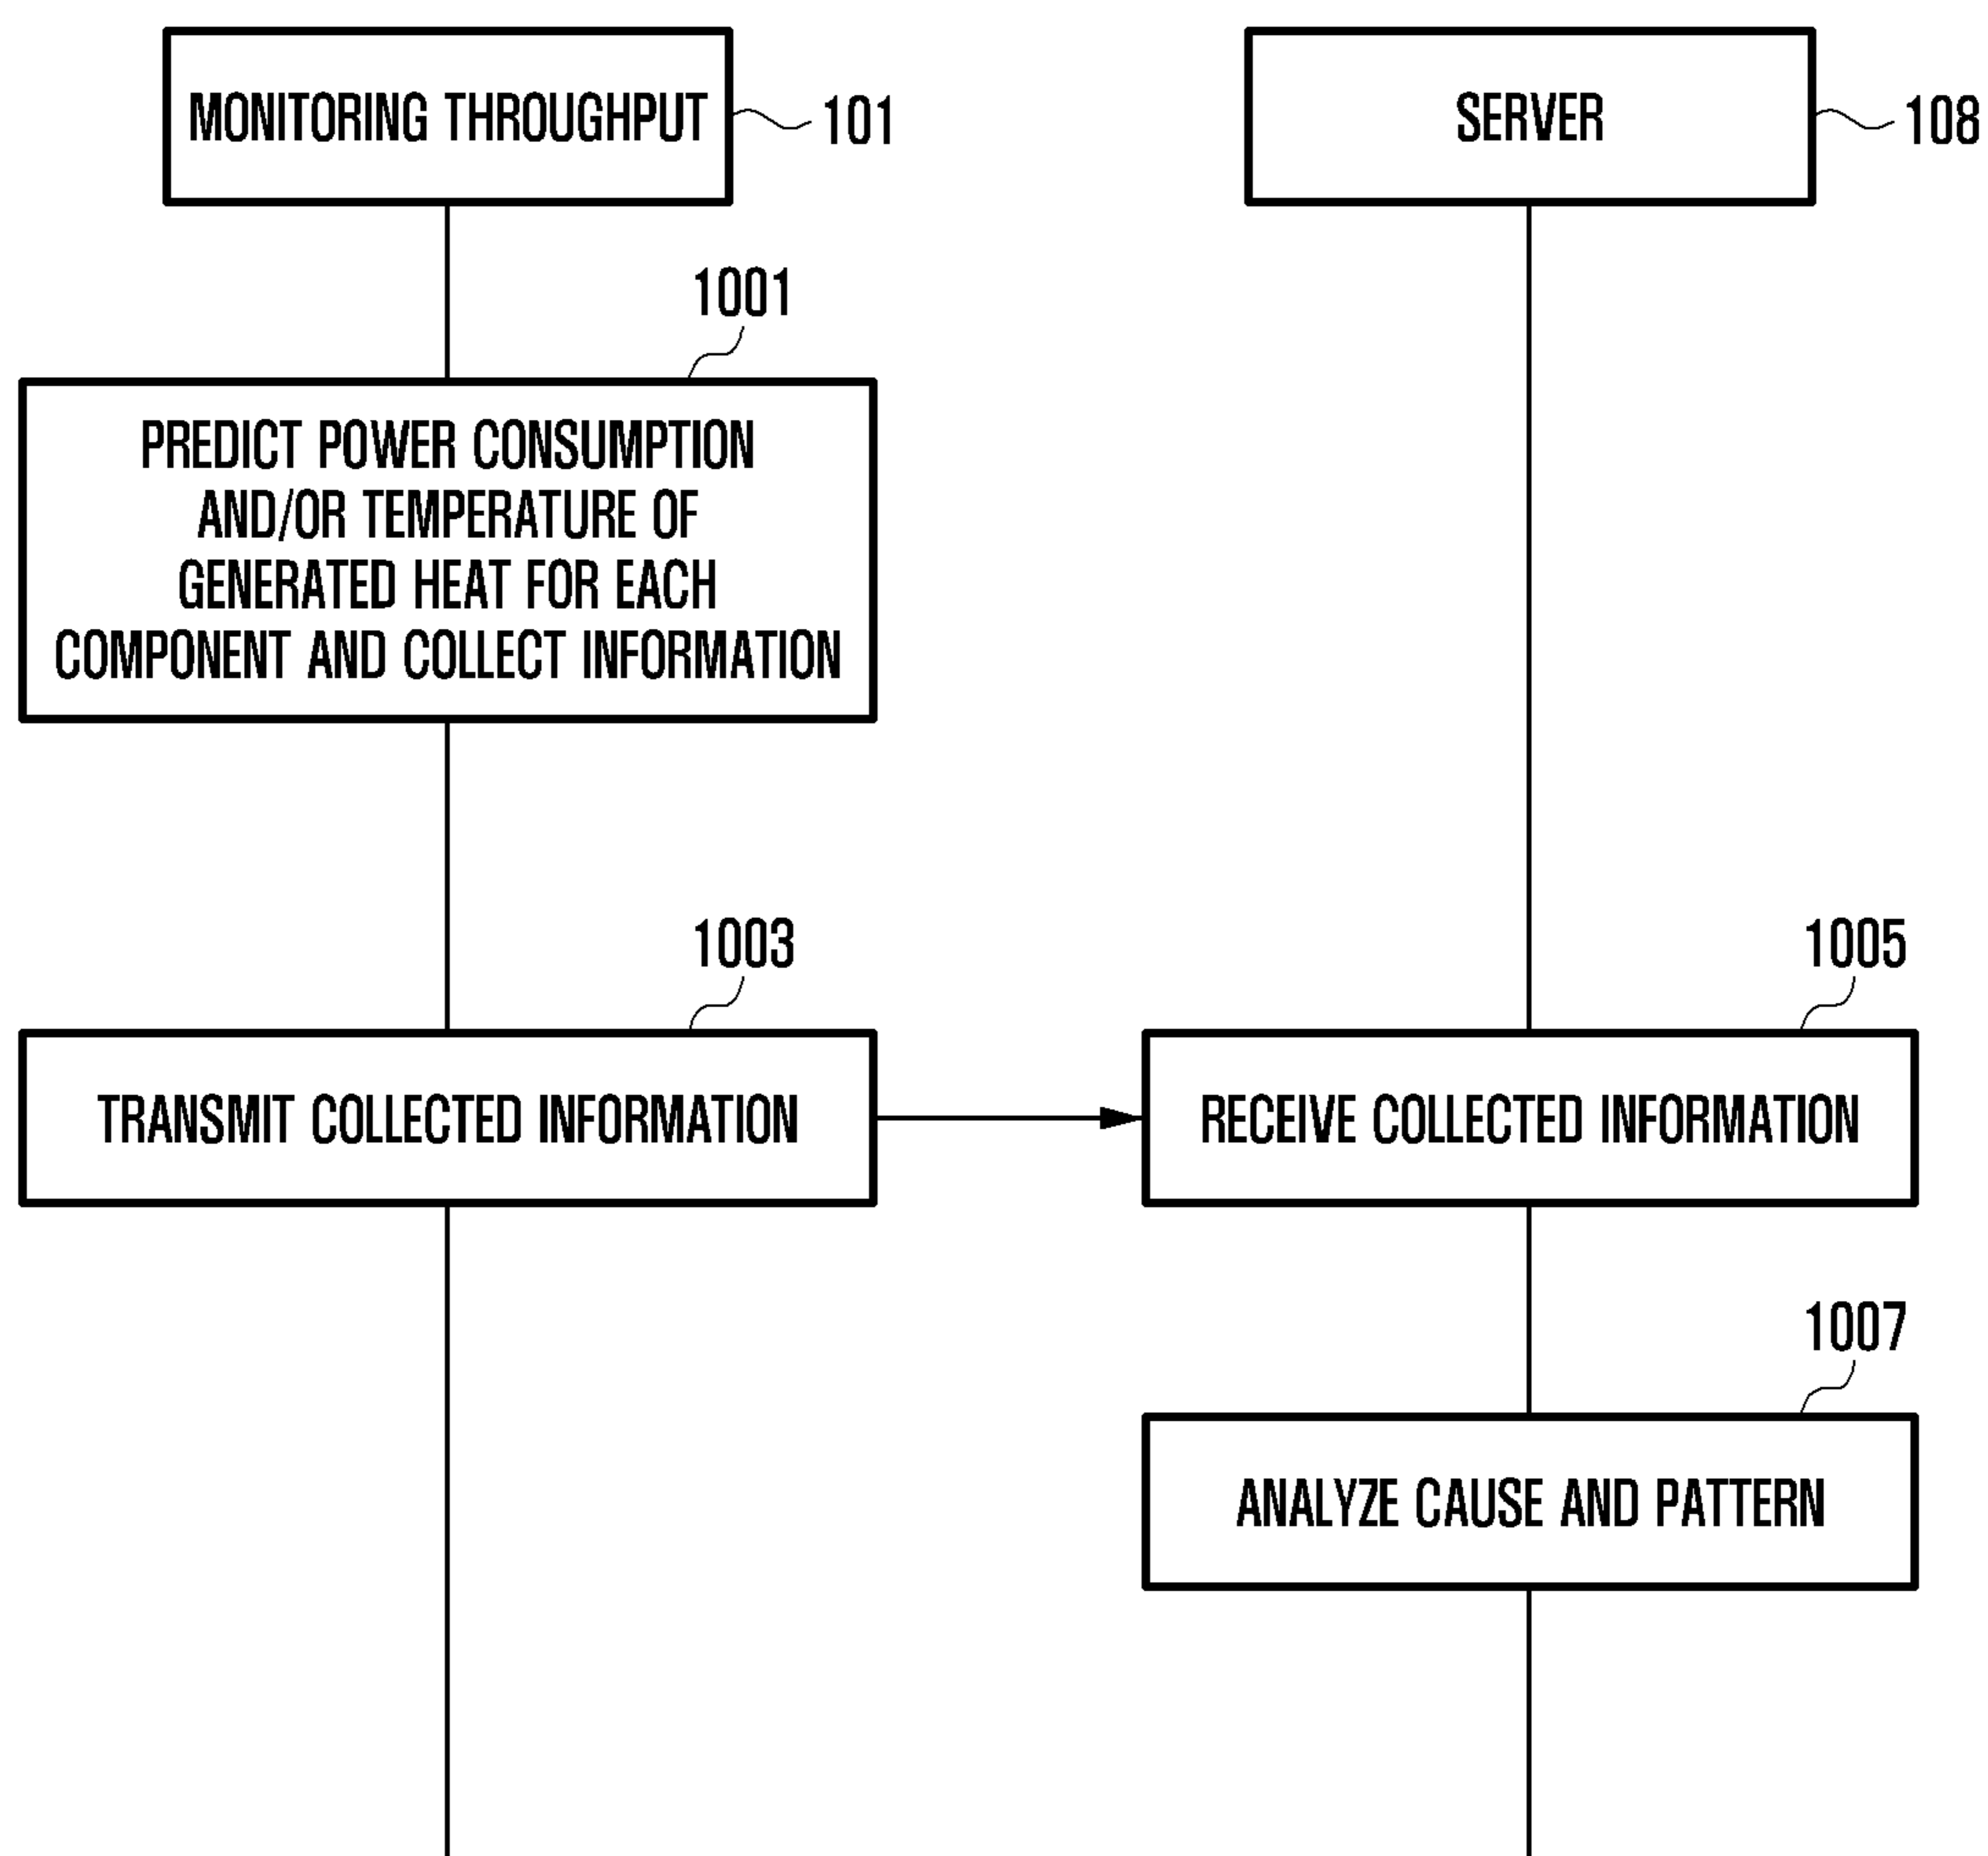 MONITORING THROUGHPUT
101
SERVER
108
1001
PREDICT POWER CONSUMPTION
AND/OR TEMPERATURE OF
GENERATED HEAT FOR EACH
COMPONENT AND COLLECT INFORMATION
1003
TRANSMIT COLLECTED INFORMATION
1005
RECEIVE COLLECTED INFORMATION
1007
ANALYZE CAUSE AND PATTERN